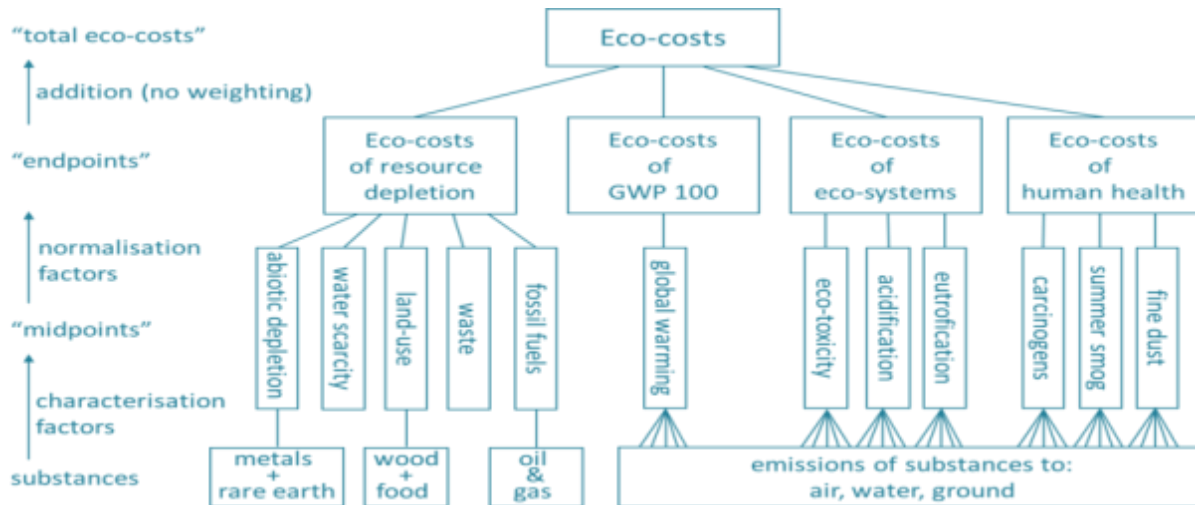 "total eco-costs"
Eco-costs
addition (no weighting)
"endpoints"
Eco-costs
of resource
depletion
Eco-costs
of
GWP 100
Eco-costs
of
eco-systems
Eco-costs
of
human health
normalisation
factors
abiotic depletion
water scarcity
land-use
waste
fossil fuels
global warming
eco-toxicity
acidification
eutrofication
carcinogens
summer smog
fine dust
"midpoints"
characterisation
factors
substances
metals
+
rare earth
wood
+
food
oil
&
gas
emissions of substances to:
air, water, ground